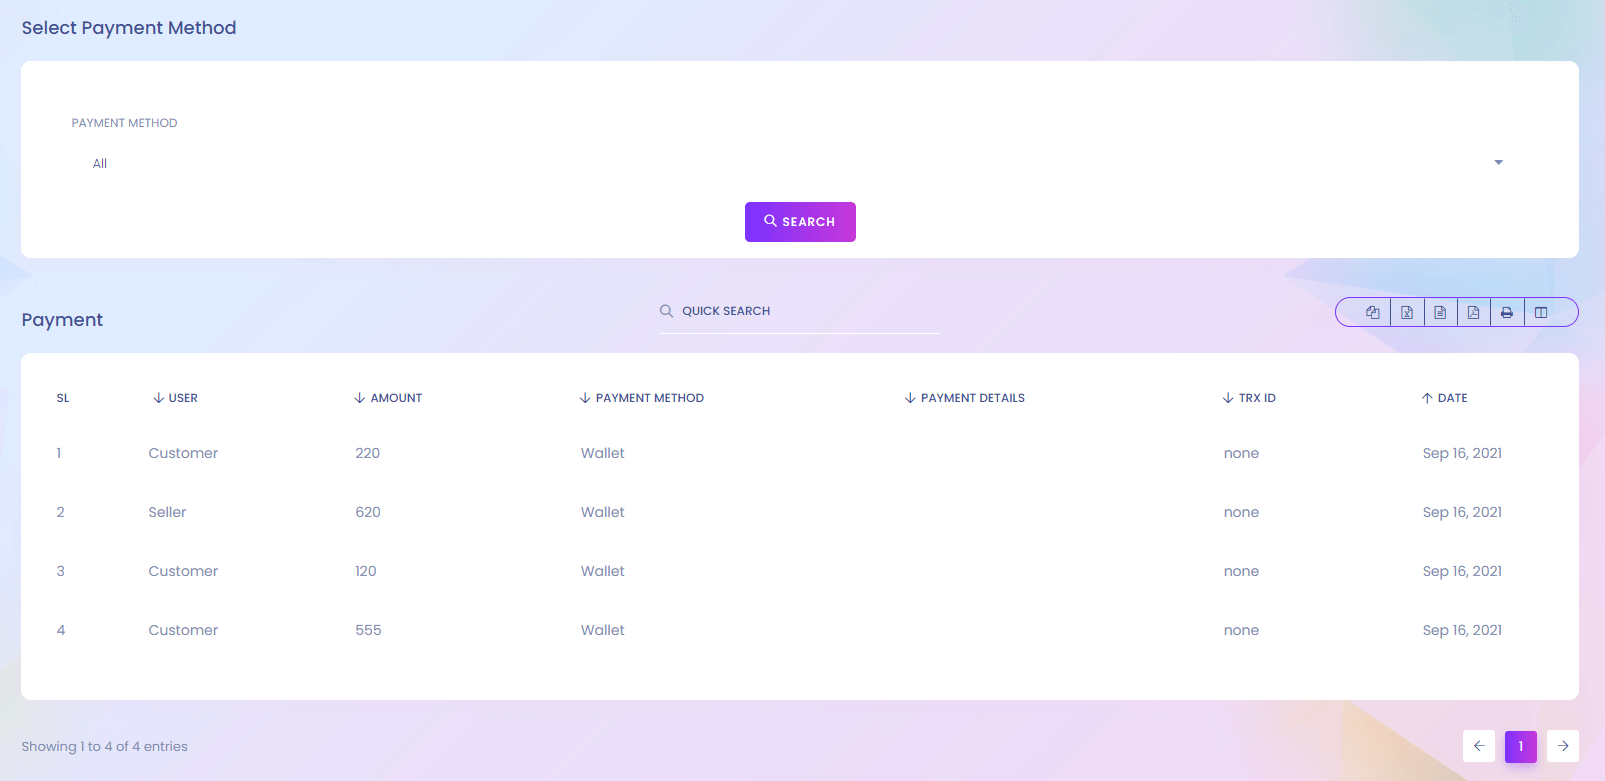 Select Payment Method
PAYMENT METHOD
All
SEARCH
Payment
QUICK SEARCH
SL USER AMOUNT PAYMENT METHOD PAYMENT DETAILS TRX ID DATE
1 Customer 220 Wallet none Sep 16, 2021
2 Seller 620 Wallet none Sep 16, 2021
3 Customer 120 Wallet none Sep 16, 2021
4 Customer 555 Wallet none Sep 16, 2021
Showing 1 to 4 of 4 entries
1